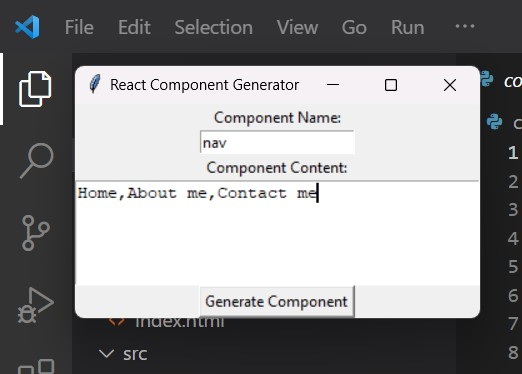 File Edit Selection View Go Run ···
React Component Generator
Component Name:
nav
Component Content:
Home,About me,Contact me
Generate Component
index.html
src
co
c
1
2
3
4
5
6
7
8